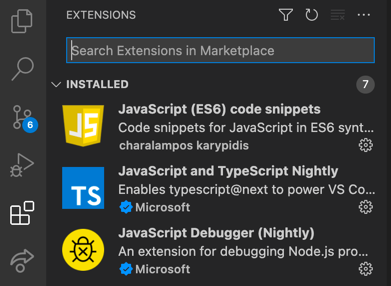 EXTENSIONS
Search Extensions in Marketplace
INSTALLED 7
JS
JavaScript (ES6) code snippets
Code snippets for JavaScript in ES6 synt...
charalampos karypidis
6
TS
JavaScript and TypeScript Nightly
Enables typescript@next to power VS Co...
Microsoft
JavaScript Debugger (Nightly)
An extension for debugging Node.js pro...
Microsoft